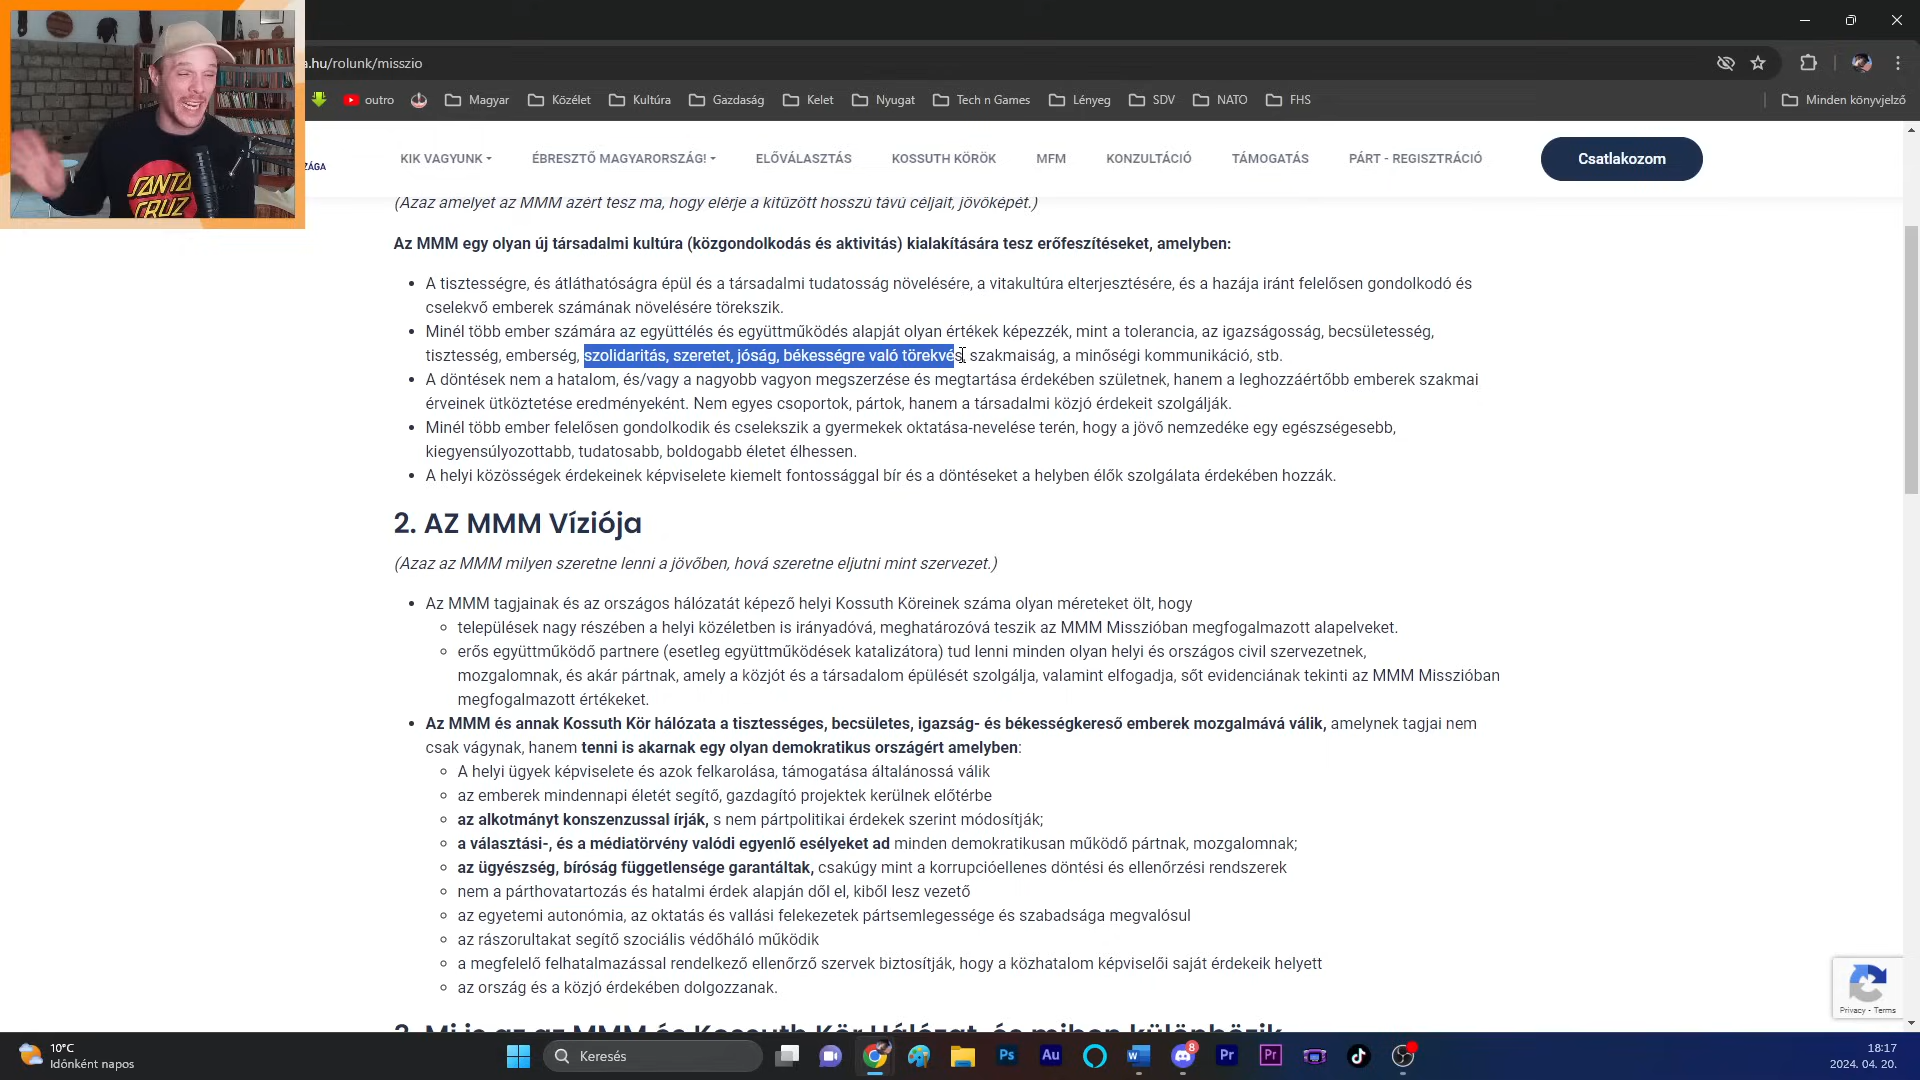 SANTA
CRUZ
a.hu/rolunk/misszio
outro
Magyar
Közélet
Kultúra
Gazdaság
Kelet
Nyugat
Tech n Games
Lényeg
SDV
NATO
FHS
Minden könyvjelző
ZÁGA
KIK VAGYUNK
ÉBRESZTŐ MAGYARORSZÁG!
ELŐVÁLASZTÁS
KOSSUTH KÖRÖK
MFM
KONZULTÁCIÓ
TÁMOGATÁS
PÁRT - REGISZTRÁCIÓ
Csatlakozom
(Azaz amelyet az MMM azért tesz ma, hogy elérje a kitűzött hosszú távú céljait, jövőképét.)
Az MMM egy olyan új társadalmi kultúra (közgondolkodás és aktivitás) kialakítására tesz erőfeszítéseket, amelyben:
• A tisztességre, és átláthatóságra épül és a társadalmi tudatosság növelésére, a vitakultúra elterjesztésére, és a hazája iránt felelősen gondolkodó és
cselekvő emberek számának növelésére törekszik.
• Minél több ember számára az együttélés és együttműködés alapját olyan értékek képezzék, mint a tolerancia, az igazságosság, becsületesség,
tisztesség, emberség, szolidaritás, szeretet, jóság, békességre való törekvés, szakmaiság, a minőségi kommunikáció, stb.
• A döntések nem a hatalom, és/vagy a nagyobb vagyon megszerzése és megtartása érdekében születnek, hanem a leghozzáértőbb emberek szakmai
érveinek ütköztetése eredményeként. Nem egyes csoportok, pártok, hanem a társadalmi közjó érdekeit szolgálják.
• Minél több ember felelősen gondolkodik és cselekszik a gyermekek oktatása-nevelése terén, hogy a jövő nemzedéke egy egészségesebb,
kiegyensúlyozottabb, tudatosabb, boldogabb életet élhessen.
• A helyi közösségek érdekeinek képviselete kiemelt fontossággal bír és a döntéseket a helyben élők szolgálata érdekében hozzák.
2. AZ MMM Víziója
(Azaz az MMM milyen szeretne lenni a jövőben, hová szeretne eljutni mint szervezet.)
• Az MMM tagjainak és az országos hálózatát képező helyi Kossuth Köreinek száma olyan méreteket ölt, hogy
◦ települések nagy részében a helyi közéletben is irányadóvá, meghatározóvá teszik az MMM Misszióban megfogalmazott alapelveket.
◦ erős együttműködő partnere (esetleg együttműködések katalizátora) tud lenni minden olyan helyi és országos civil szervezetnek,
mozgalomnak, és akár pártnak, amely a közjót és a társadalom épülését szolgálja, valamint elfogadja, sőt evidenciának tekinti az MMM Misszióban
megfogalmazott értékeket.
• Az MMM és annak Kossuth Kör hálózata a tisztességes, becsületes, igazság- és békességkereső emberek mozgalmává válik, amelynek tagjai nem
csak vágynak, hanem tenni is akarnak egy olyan demokratikus országért amelyben:
◦ A helyi ügyek képviselete és azok felkarolása, támogatása általánossá válik
◦ az emberek mindennapi életét segítő, gazdagító projektek kerülnek előtérbe
◦ az alkotmányt konszenzussal írják, s nem pártpolitikai érdekek szerint módosítják;
◦ a választási-, és a médiatörvény valódi egyenlő esélyeket ad minden demokratikusan működő pártnak, mozgalomnak;
◦ az ügyészség, bíróság függetlensége garantáltak, csakúgy mint a korrupcióellenes döntési és ellenőrzési rendszerek
◦ nem a párthovatartozás és hatalmi érdek alapján dől el, kiből lesz vezető
◦ az egyetemi autonómia, az oktatás és vallási felekezetek pártsemlegessége és szabadsága megvalósul
◦ az rászorultakat segítő szociális védőháló működik
◦ a megfelelő felhatalmazással rendelkező ellenőrző szervek biztosítják, hogy a közhatalom képviselői saját érdekeik helyett
◦ az ország és a közjó érdekében dolgozzanak.
3. Mi is az az MMM és Kossuth Kör Hálózat, és miben különbözik
Privacy - Terms
10°C
Időnként napos
Keresés
Ps
Au
W
8
Pr
Pr
18:17
2024. 04. 20.